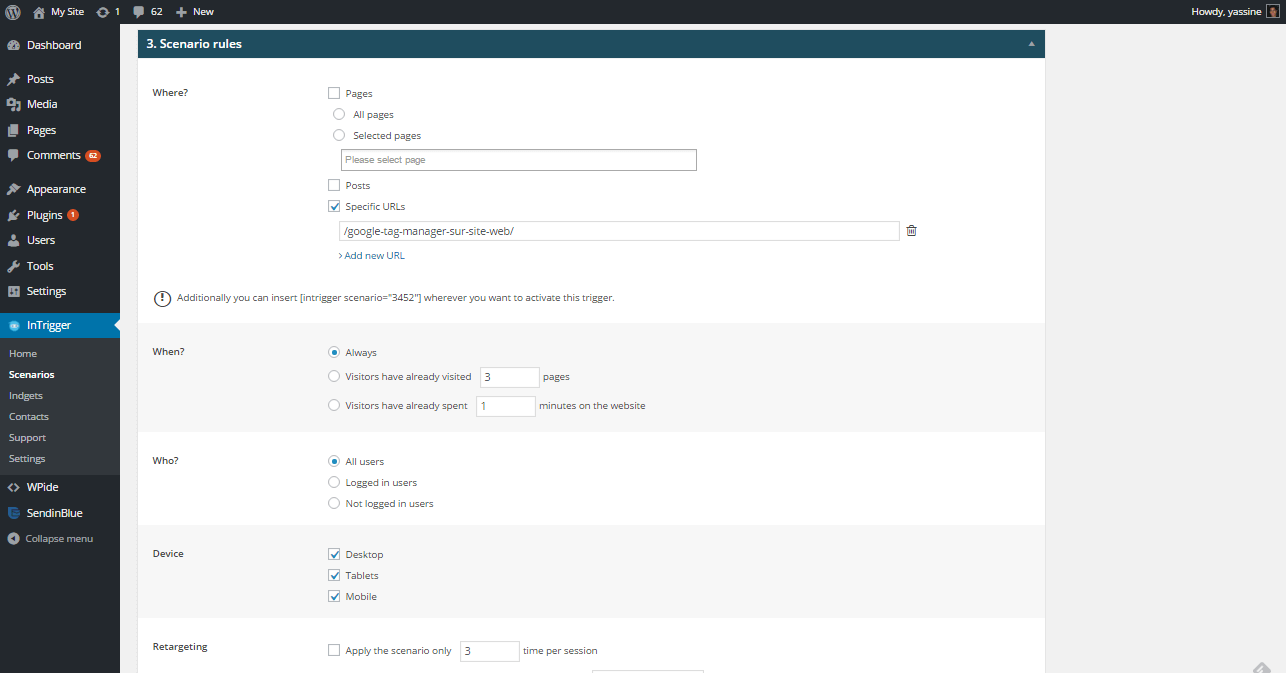 My Site 1 62 New Howdy, yassine
Dashboard
Posts
Media
Pages
Comments 62
Appearance
Plugins 1
Users
Tools
Settings
InTrigger
Home
Scenarios
Indgets
Contacts
Support
Settings
WPide
SendinBlue
Collapse menu
3. Scenario rules
Where?
Pages
All pages
Selected pages
Please select page
Posts
Specific URLs
/google-tag-manager-sur-site-web/
› Add new URL
Additionally you can insert [intrigger scenario="3452"] wherever you want to activate this trigger.
When?
Always
Visitors have already visited 3 pages
Visitors have already spent 1 minutes on the website
Who?
All users
Logged in users
Not logged in users
Device
Desktop
Tablets
Mobile
Retargeting
Apply the scenario only 3 time per session